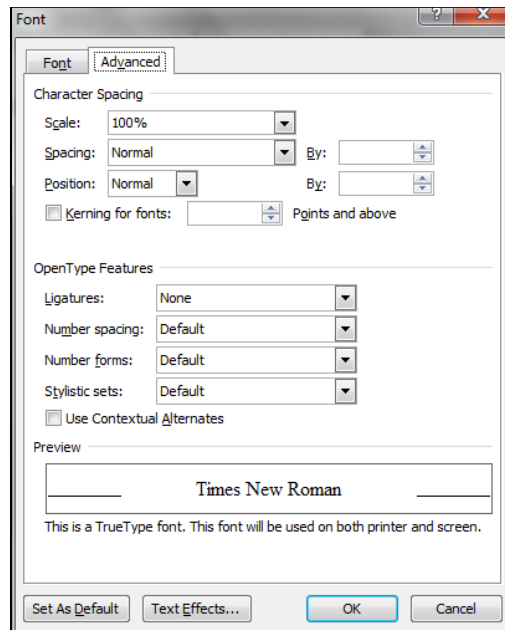 Font
Font Advanced
Character Spacing
Scale: 100%
Spacing: Normal By:
Position: Normal By:
Kerning for fonts: Points and above
OpenType Features
Ligatures: None
Number spacing: Default
Number forms: Default
Stylistic sets: Default
Use Contextual Alternates
Preview
Times New Roman
This is a TrueType font. This font will be used on both printer and screen.
Set As Default Text Effects... OK Cancel